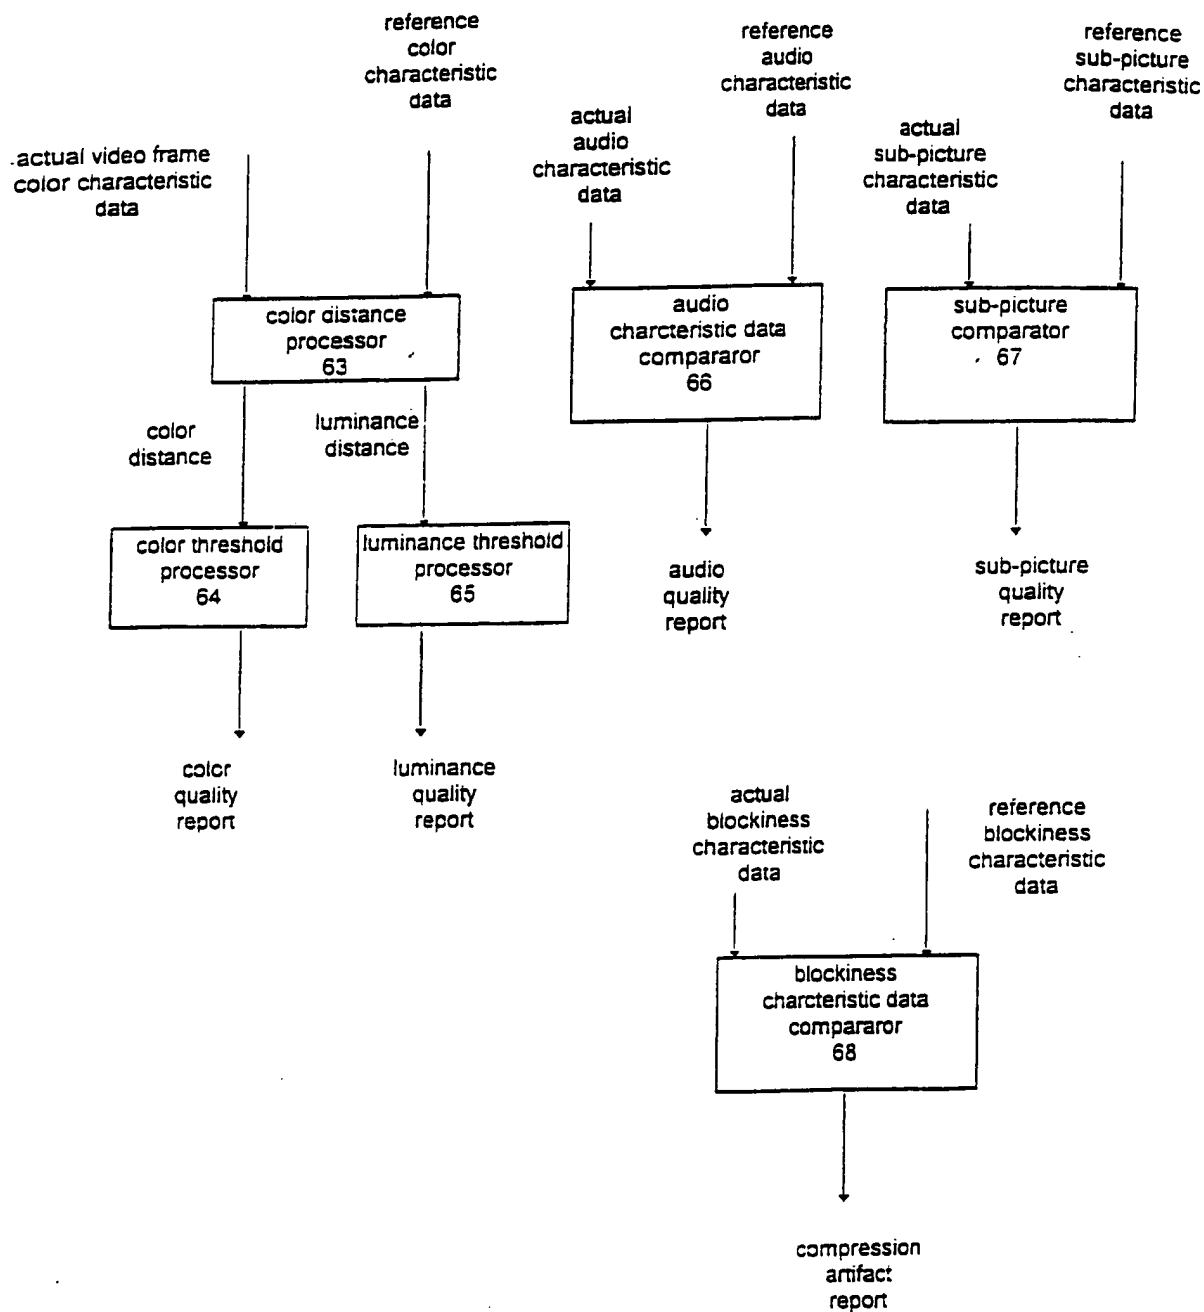 reference
color
characteristic
data
reference
audio
characteristic
data
reference
sub-picture
characteristic
data
actual
audio
characteristic
data
actual
sub-picture
characteristic
data
actual video frame
color characteristic
data
color distance
processor
63
audio
charcteristic data
compararor
66
sub-picture
comparator
67
color
distance
luminance
distance
color threshold
processor
64
luminance threshold
processor
65
audio
quality
report
sub-picture
quality
report
color
quality
report
luminance
quality
report
actual
blockiness
characteristic
data
reference
blockiness
characteristic
data
blockiness
charcteristic data
compararor
68
compression
artifact
report